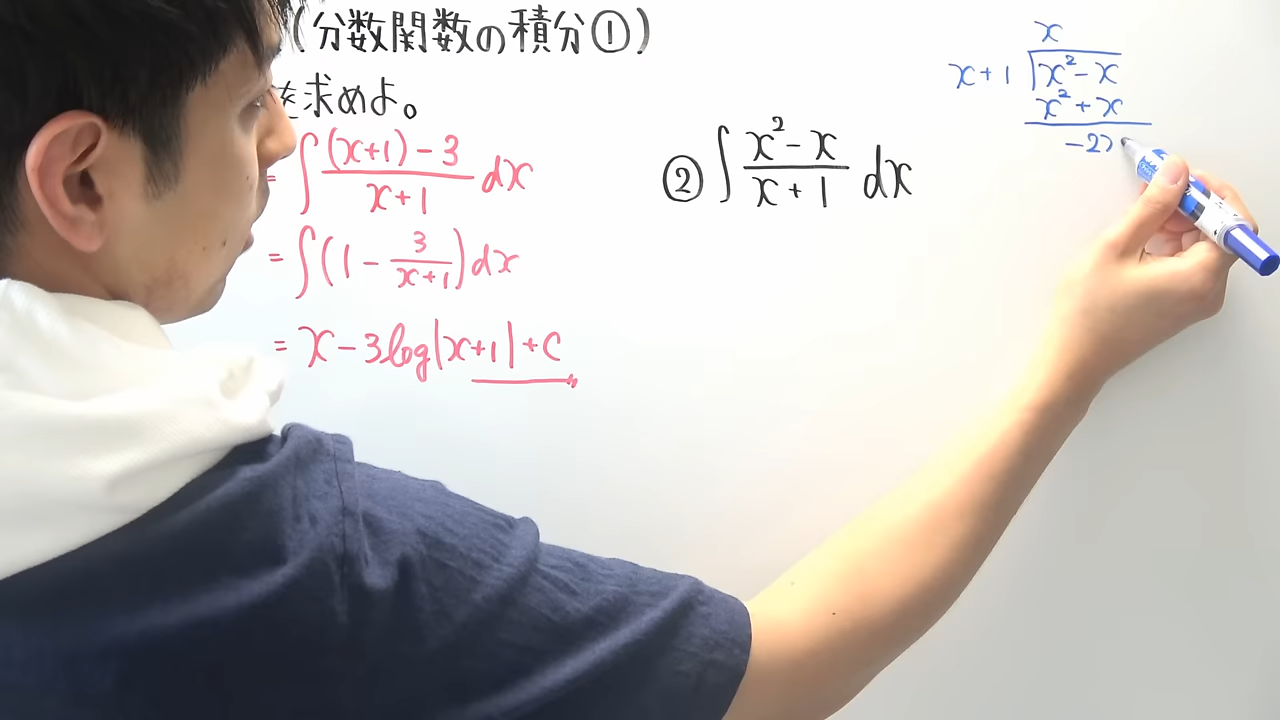 (分数関数の積分①)
を求めよ。
= ∫ (x+1)-3 / x+1 dx
= ∫ (1 - 3/x+1) dx
= x - 3log|x+1| + C
② ∫ x² - x / x + 1 dx
x
x + 1 x² - x
x² + x